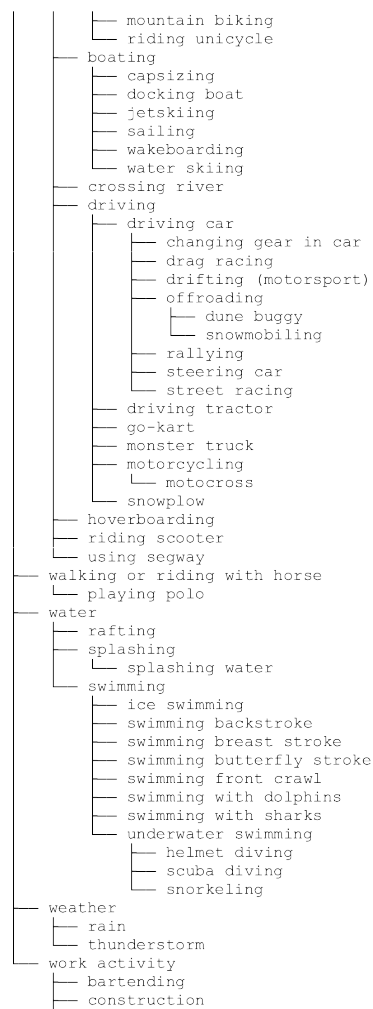 mountain biking
riding unicycle
boating
capsizing
docking boat
jetskiing
sailing
wakeboarding
water skiing
crossing river
driving
driving car
changing gear in car
drag racing
drifting (motorsport)
offroading
dune buggy
snowmobiling
rallying
steering car
street racing
driving tractor
go-kart
monster truck
motorcycling
motocross
snowplow
hoverboarding
riding scooter
using segway
walking or riding with horse
playing polo
water
rafting
splashing
splashing water
swimming
ice swimming
swimming backstroke
swimming breast stroke
swimming butterfly stroke
swimming front crawl
swimming with dolphins
swimming with sharks
underwater swimming
helmet diving
scuba diving
snorkeling
weather
rain
thunderstorm
work activity
bartending
construction